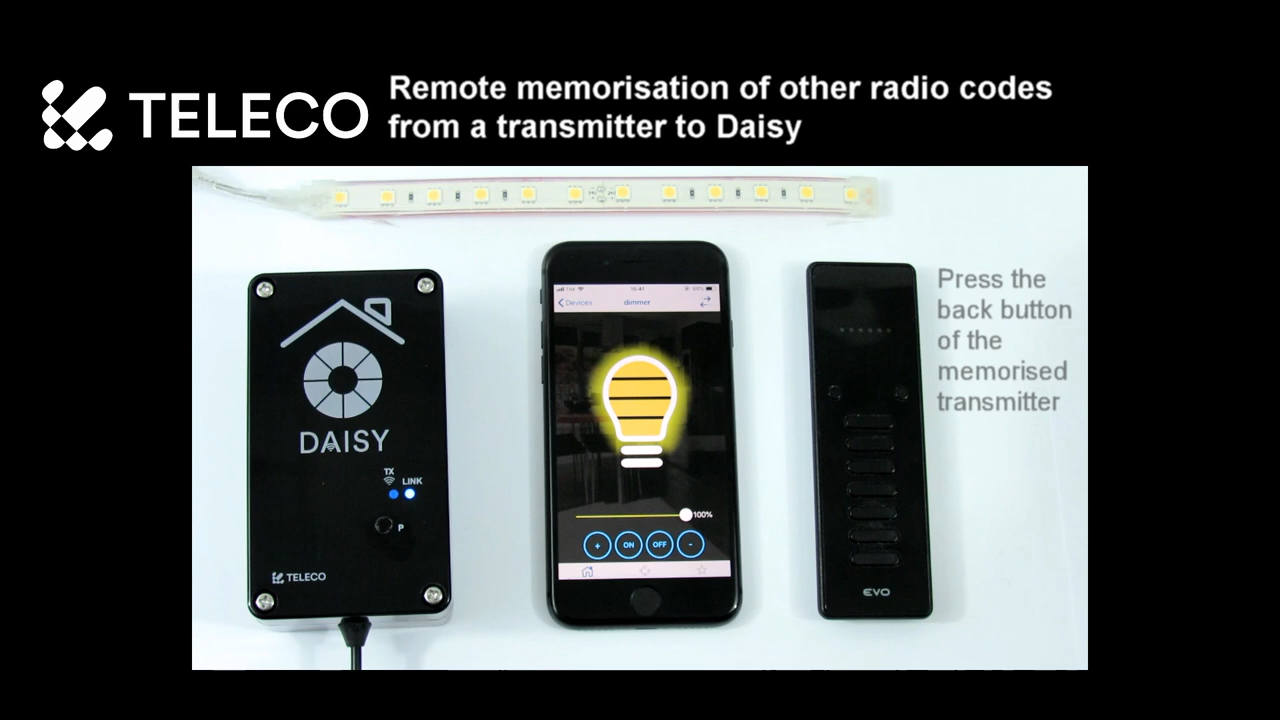 TELECO
Remote memorisation of other radio codes
from a transmitter to Daisy
Press the
back button
of the
memorised
transmitter
DAISY
TX
LINK
P
TELECO
Devices
dimmer
100%
+
ON
OFF
-
EVO